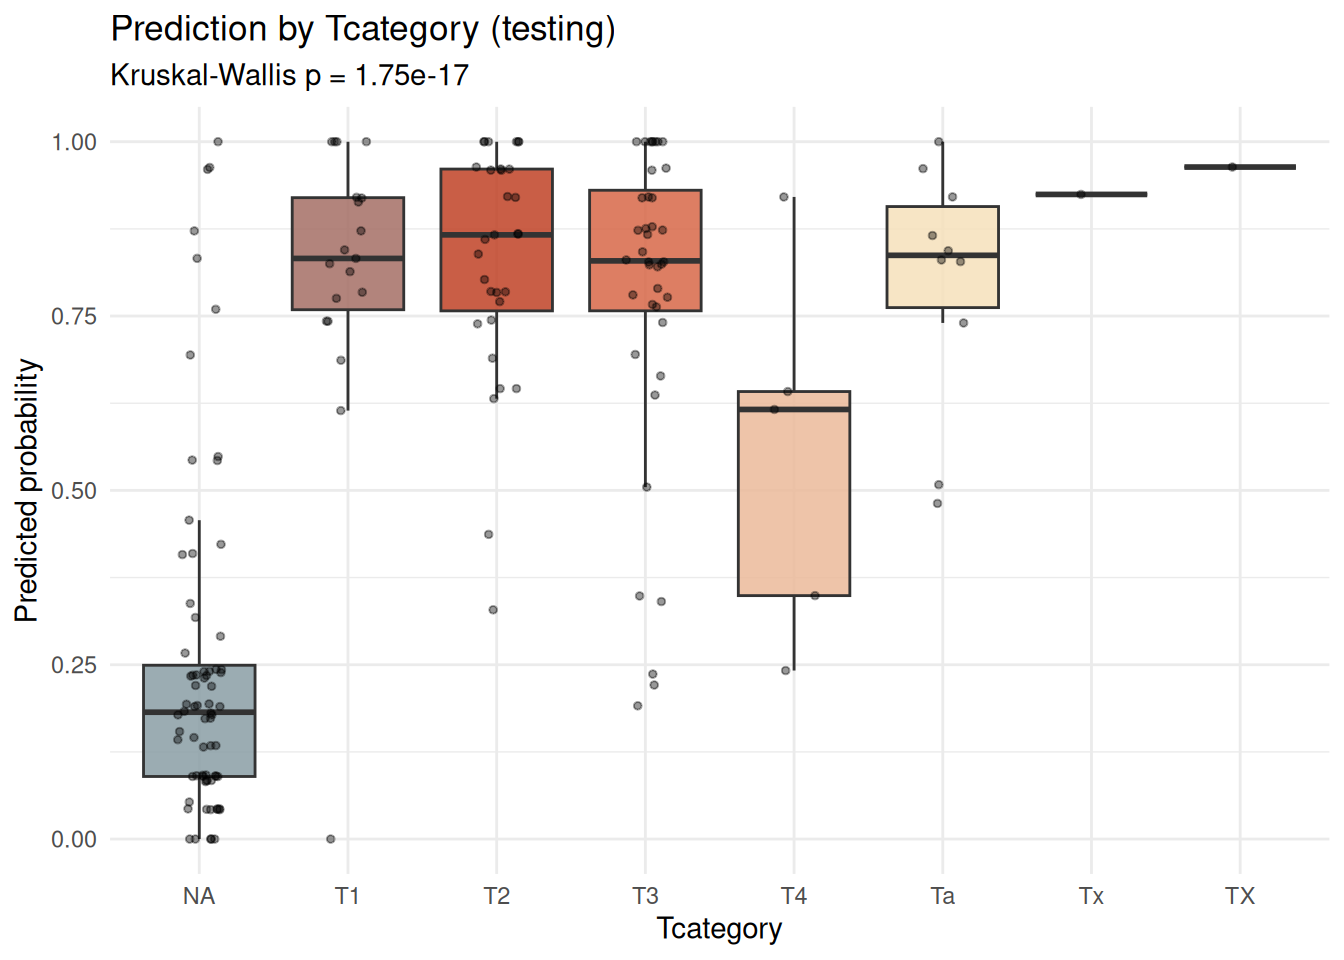 Prediction by Tcategory (testing)
Kruskal-Wallis p = 1.75e-17
Predicted probability
1.00
0.75
0.50
0.25
0.00
NA T1 T2 T3 T4 Ta Tx TX
Tcategory